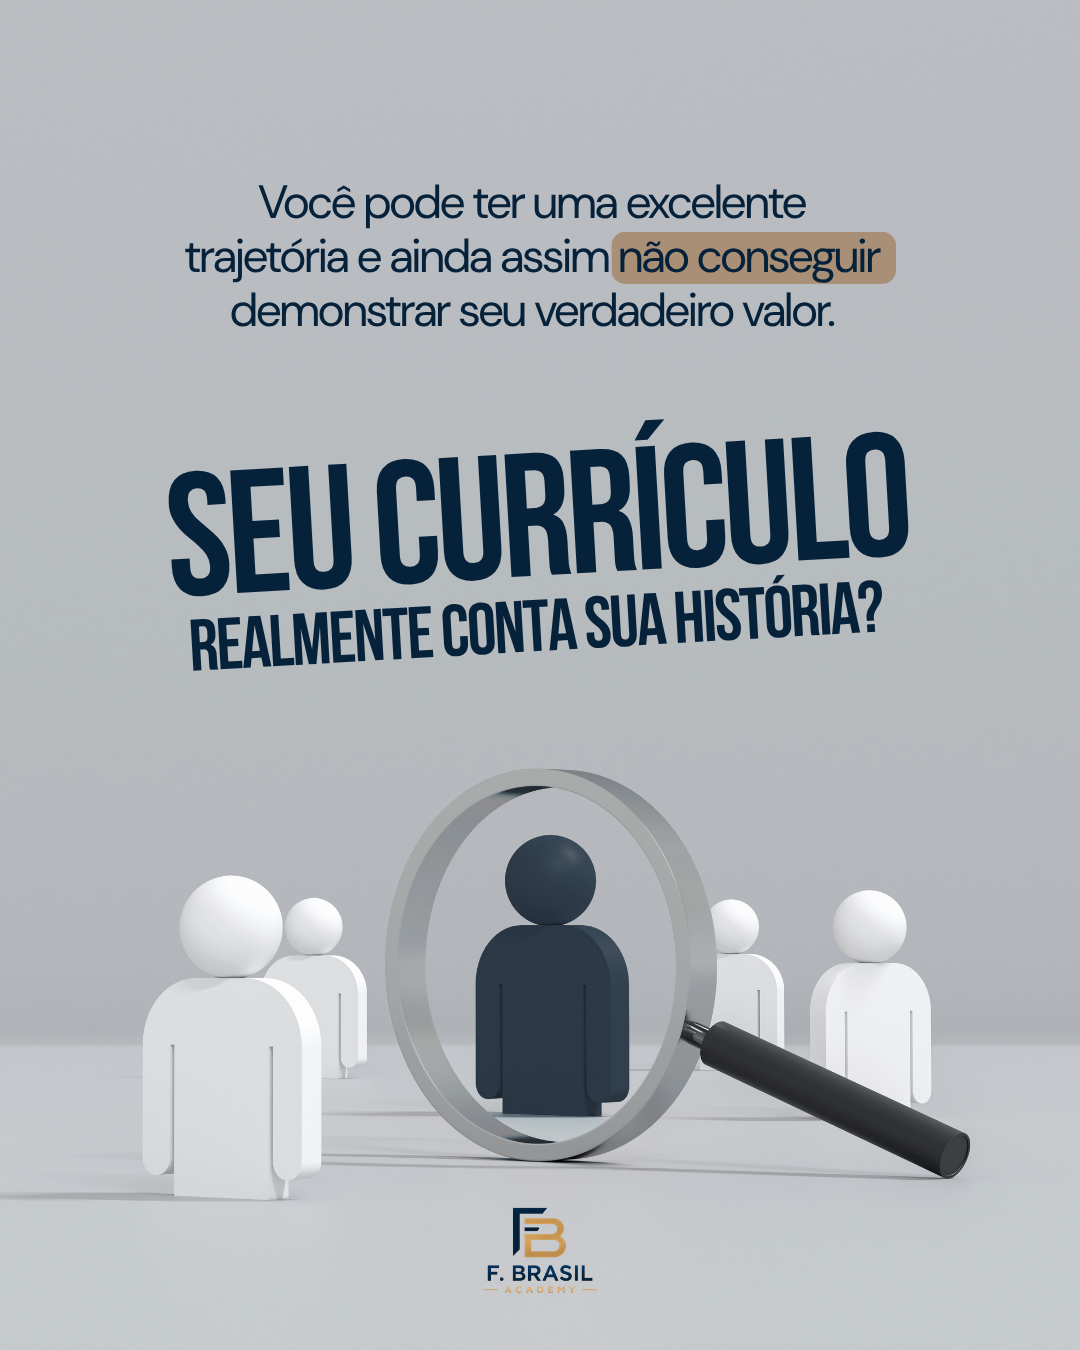 Você pode ter uma excelente
trajetória e ainda assim não conseguir
demonstrar seu verdadeiro valor.
SEU CURRÍCULO
REALMENTE CONTA SUA HISTÓRIA?
FB
F. BRASIL
ACADEMY